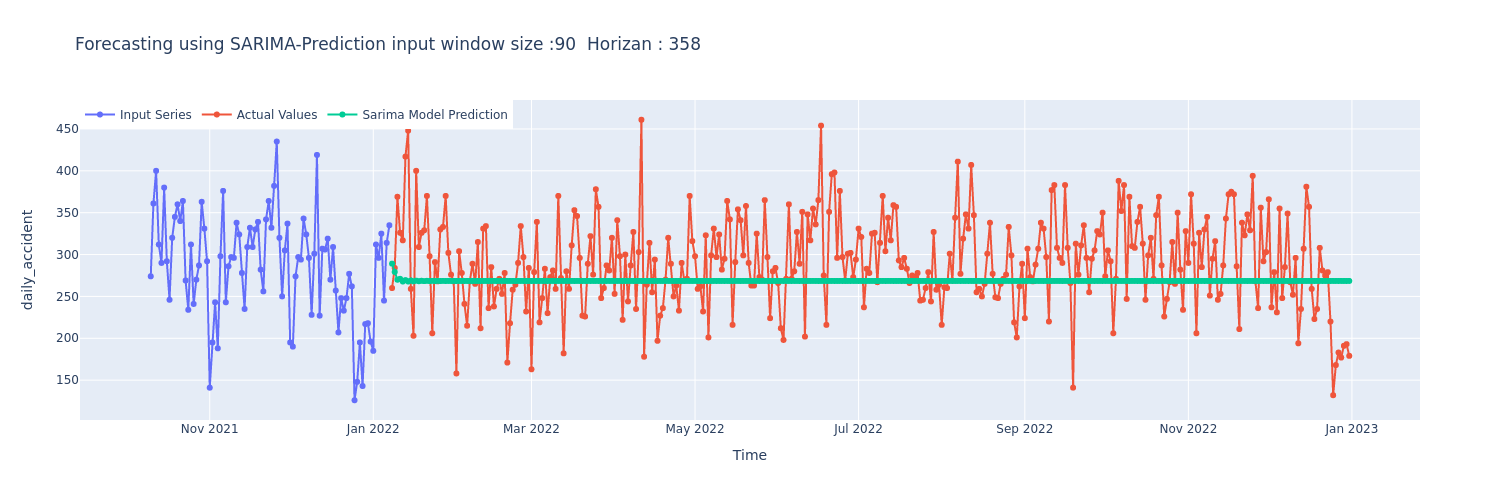 Forecasting using SARIMA-Prediction input window size :90  Horizan : 358
Input Series
Actual Values
Sarima Model Prediction
daily_accident
450
400
350
300
250
200
150
Nov 2021
Jan 2022
Mar 2022
May 2022
Jul 2022
Sep 2022
Nov 2022
Jan 2023
Time